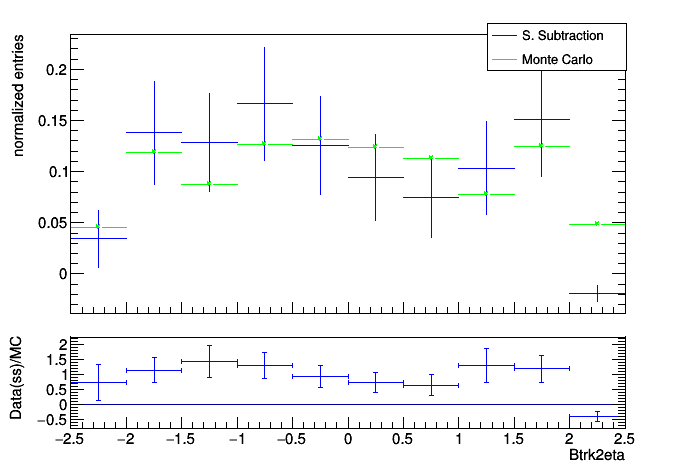 S. Subtraction
Monte Carlo
normalized entries
0.2
0.15
0.1
0.05
0
Data(ss)/MC
2
1.5
1
0.5
0
−0.5
−2.5 −2 −1.5 −1 −0.5 0 0.5 1 1.5 2 2.5
Btrk2eta